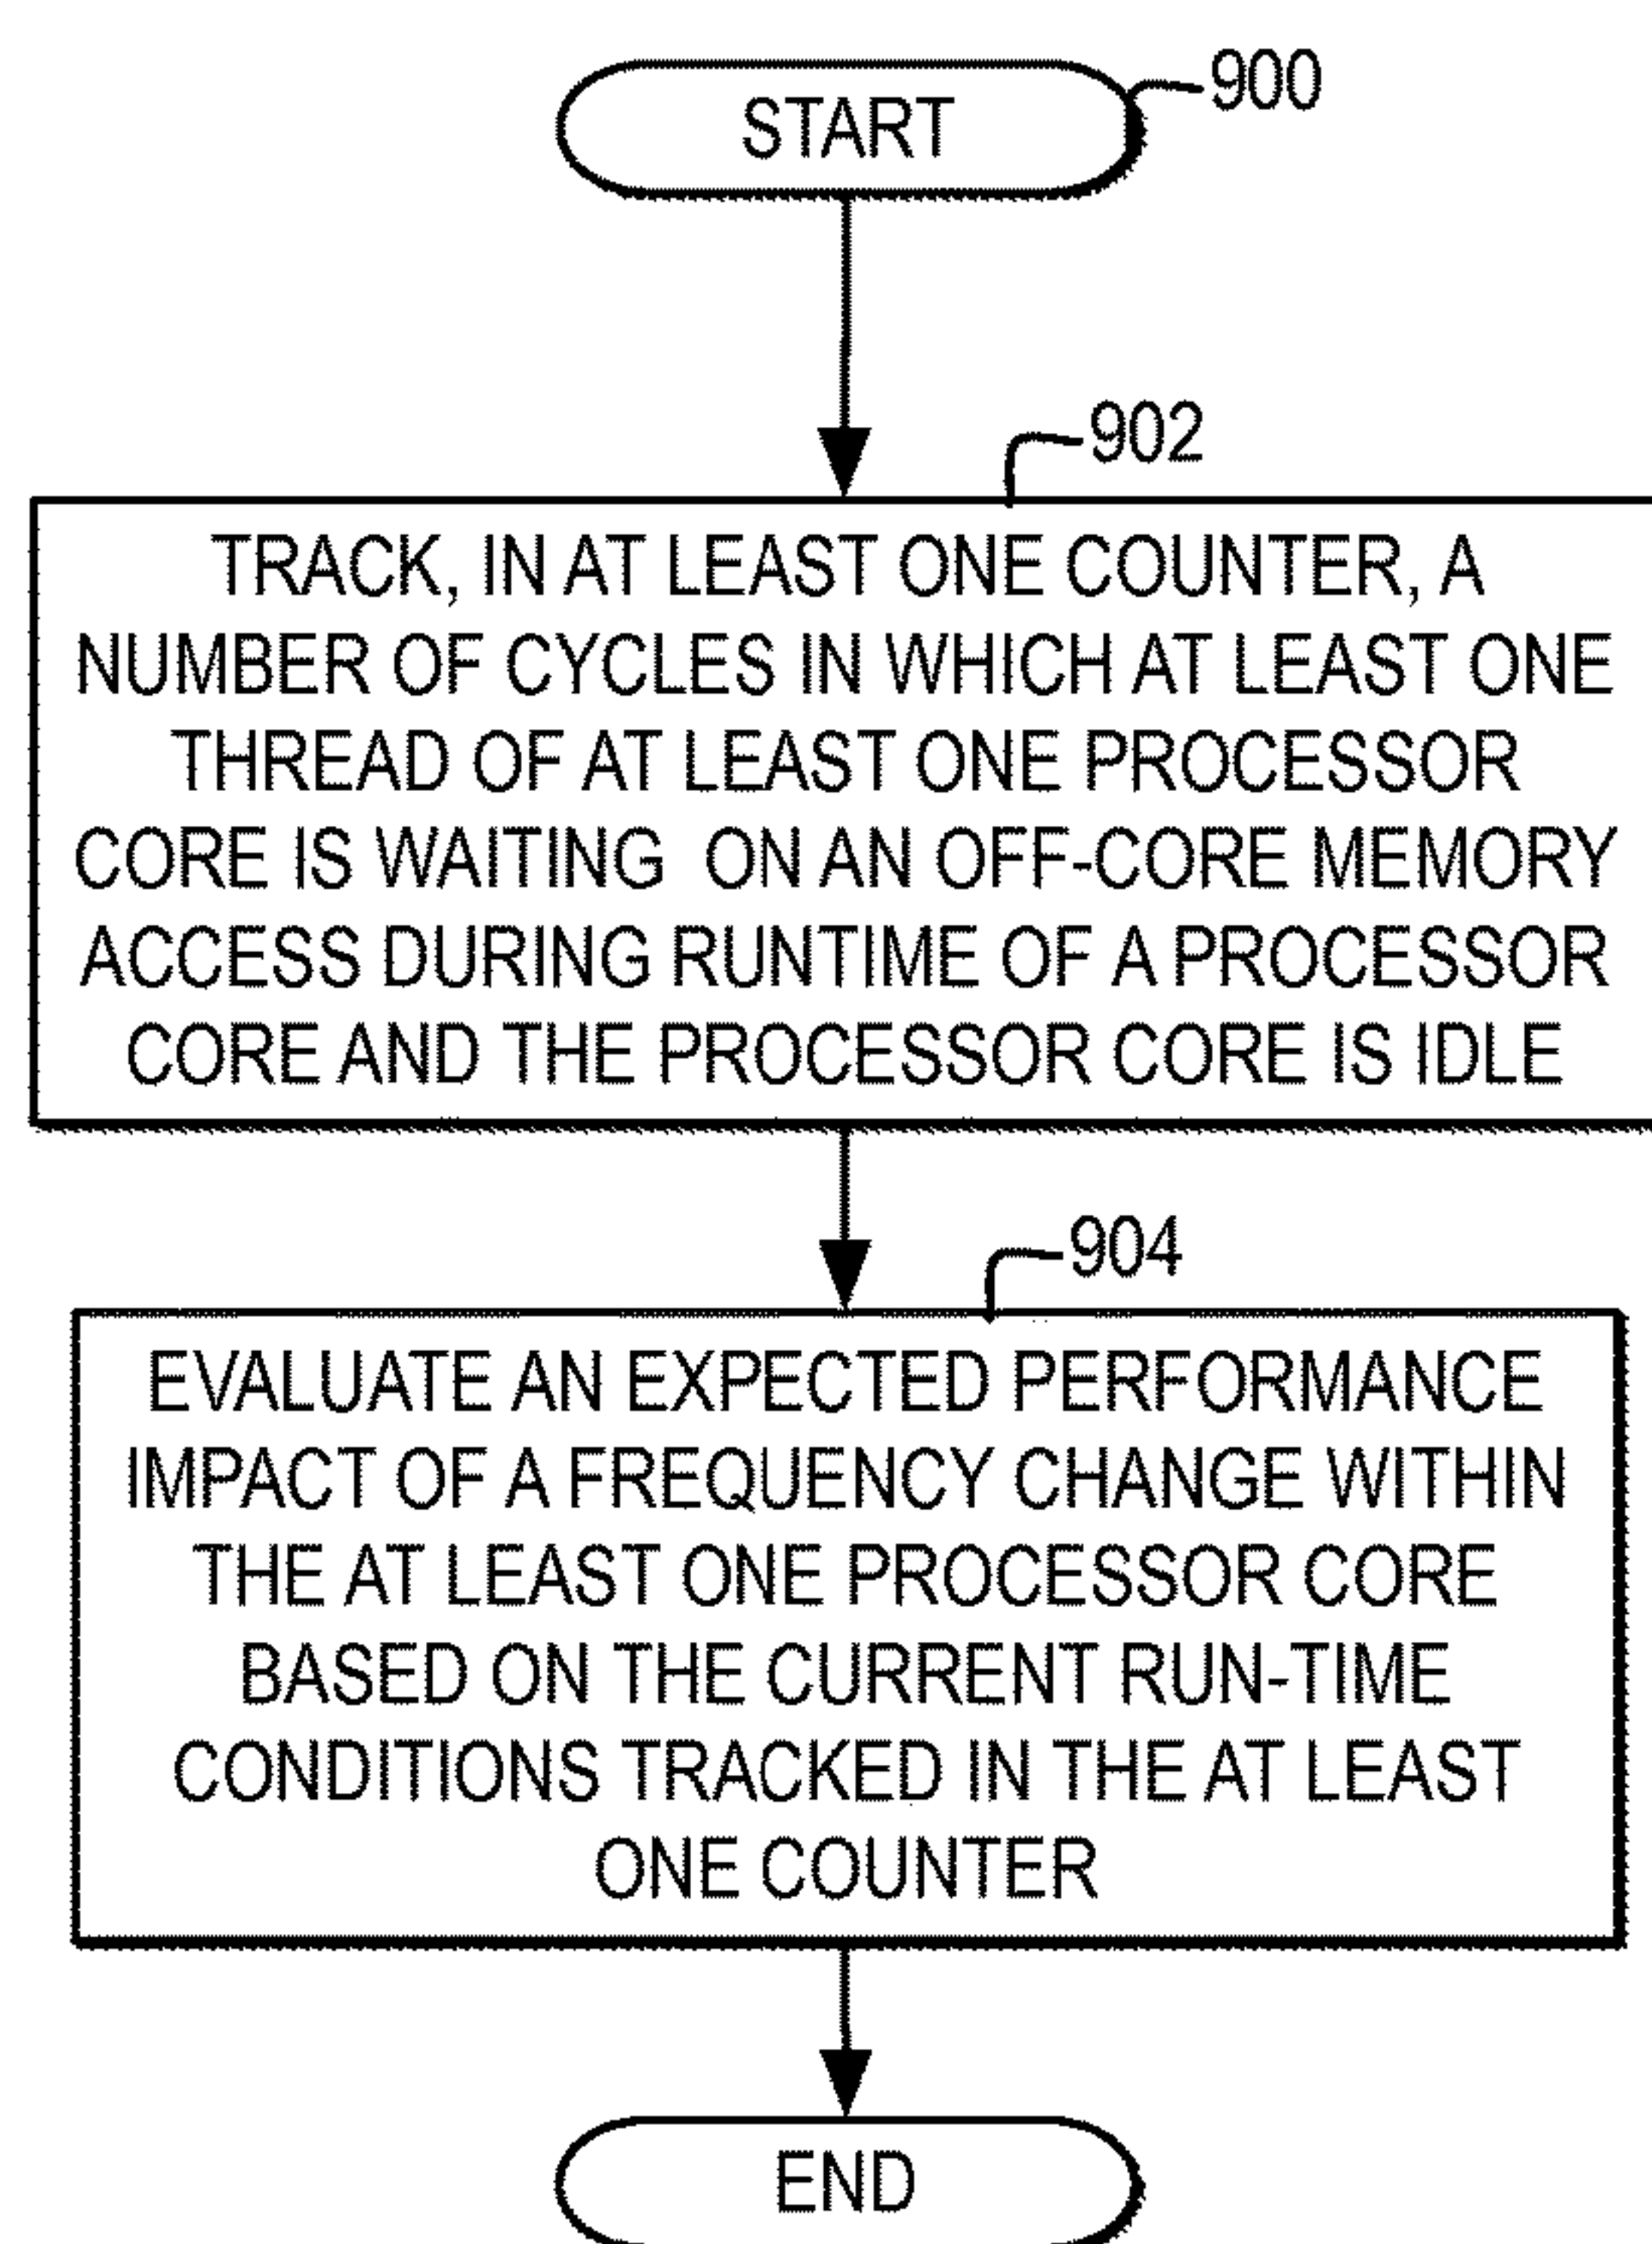 START
900
902
TRACK, IN AT LEAST ONE COUNTER, A
NUMBER OF CYCLES IN WHICH AT LEAST ONE
THREAD OF AT LEAST ONE PROCESSOR
CORE IS WAITING ON AN OFF-CORE MEMORY
ACCESS DURING RUNTIME OF A PROCESSOR
CORE AND THE PROCESSOR CORE IS IDLE
904
EVALUATE AN EXPECTED PERFORMANCE
IMPACT OF A FREQUENCY CHANGE WITHIN
THE AT LEAST ONE PROCESSOR CORE
BASED ON THE CURRENT RUN-TIME
CONDITIONS TRACKED IN THE AT LEAST
ONE COUNTER
END